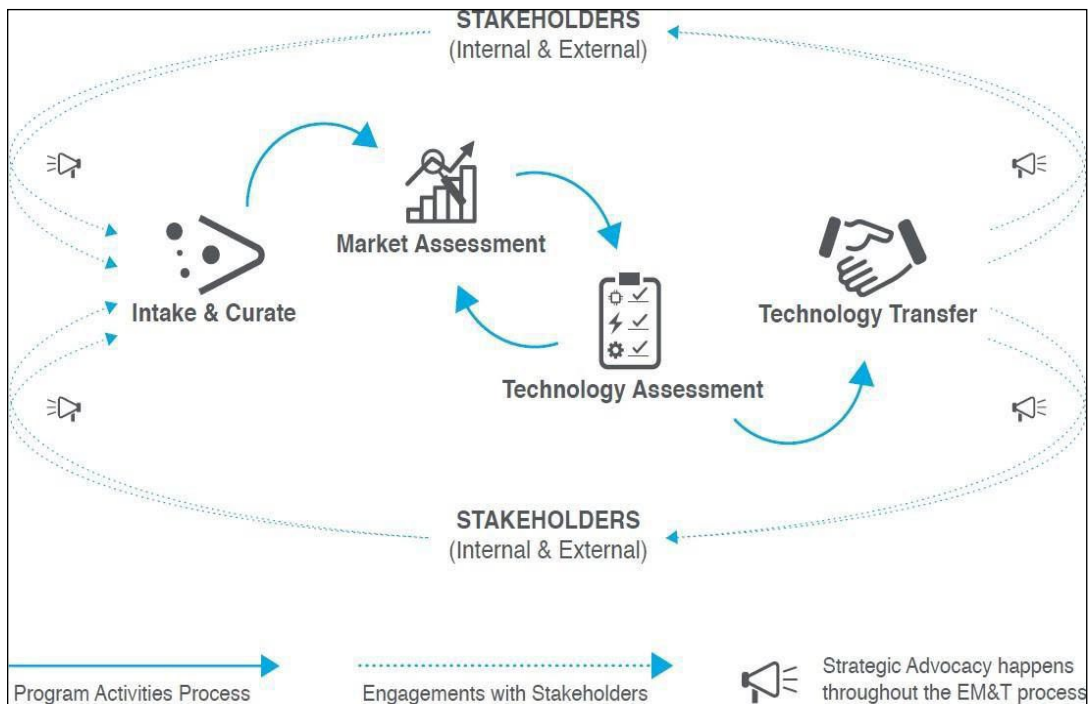 STAKEHOLDERS
(Internal & External)
Market Assessment
Intake & Curate
Technology Transfer
Technology Assessment
STAKEHOLDERS
(Internal & External)
Program Activities Process
Engagements with Stakeholders
Strategic Advocacy happens
throughout the EM&T process